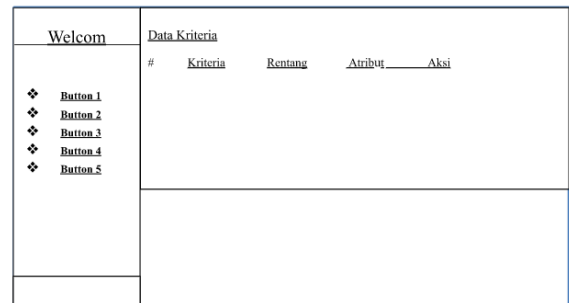 Welcom
Button 1
Button 2
Button 3
Button 4
Button 5
Data Kriteria
# Kriteria Rentang Atribut Aksi